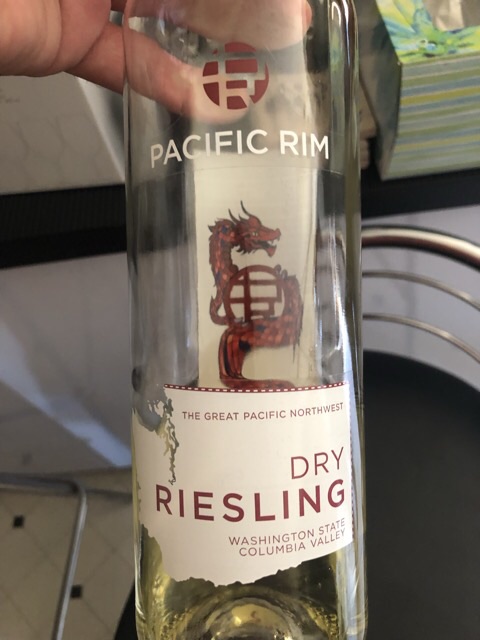 PACIFIC RIM
THE GREAT PACIFIC NORTHWEST
DRY
RIESLING
WASHINGTON STATE
COLUMBIA VALLEY